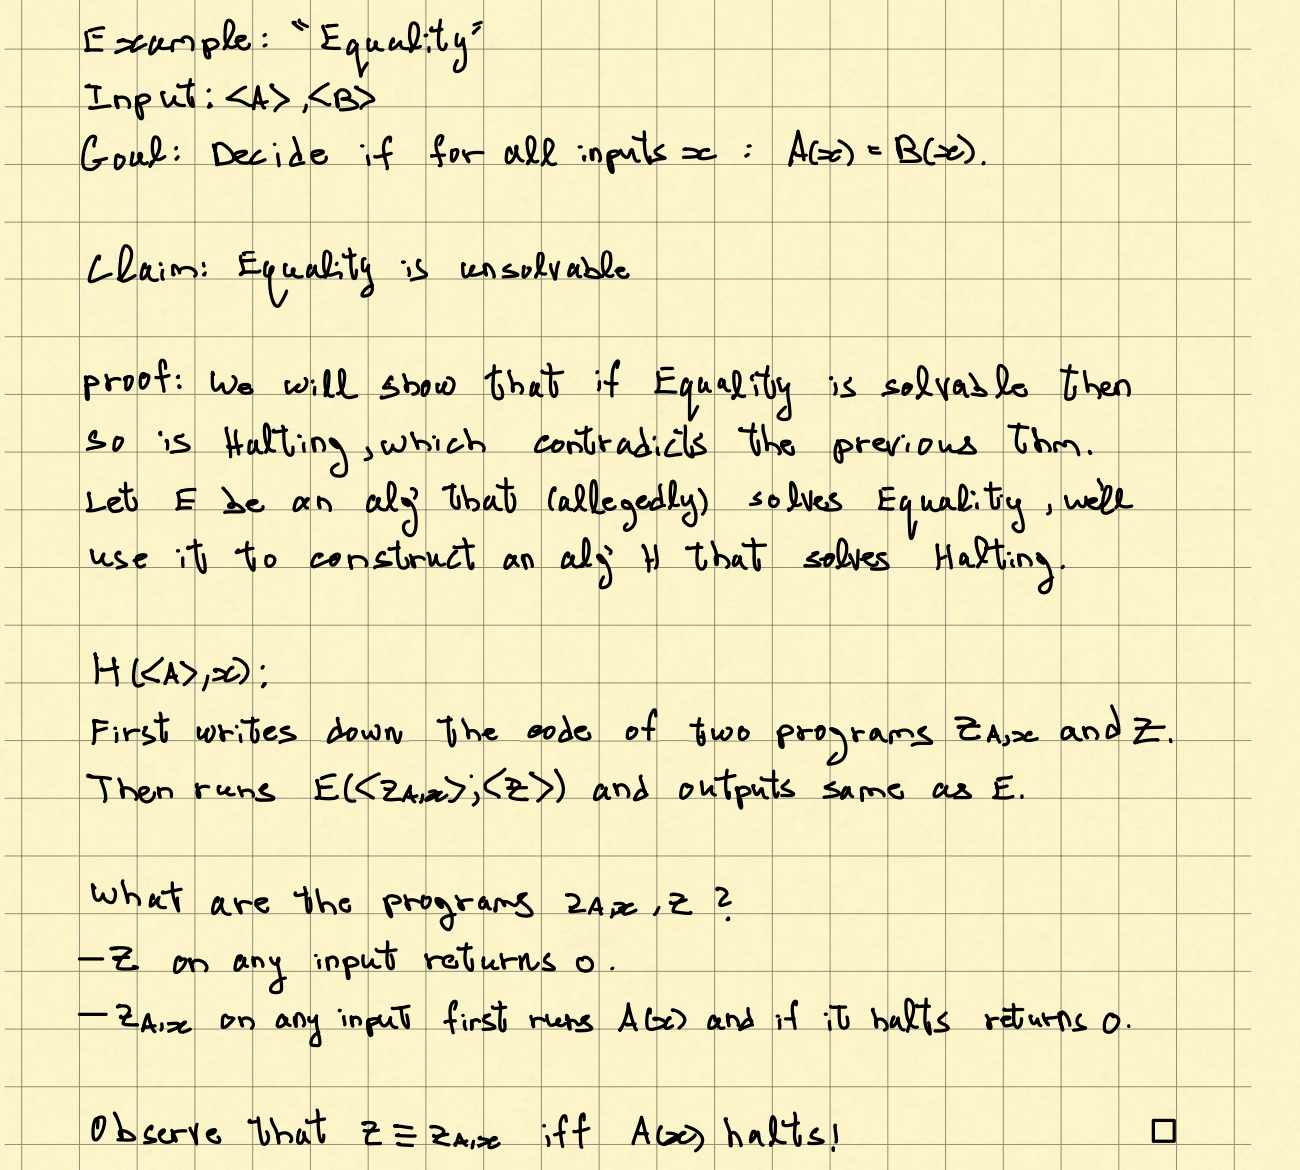 Example: "Equality"
Input: <A>, <B>
Goal: Decide if for all inputs x : A(x) = B(x).
Claim: Equality is unsolvable
proof: We will show that if Equality is solvable then
so is Halting, which contradicts the previous Thm.
Let E be an alg' that (allegedly) solves Equality, we'll
use it to construct an alg' H that solves Halting.
H(<A>,x):
First writes down the code of two programs Z_{A,x} and Z.
Then runs E(<Z_{A,x}>;<Z>) and outputs same as E.
What are the programs Z_{A,x}, Z ?
- Z on any input returns 0.
- Z_{A,x} on any input first runs A(x) and if it halts returns 0.
Observe that Z ≡ Z_{A,x} iff A(x) halts! □